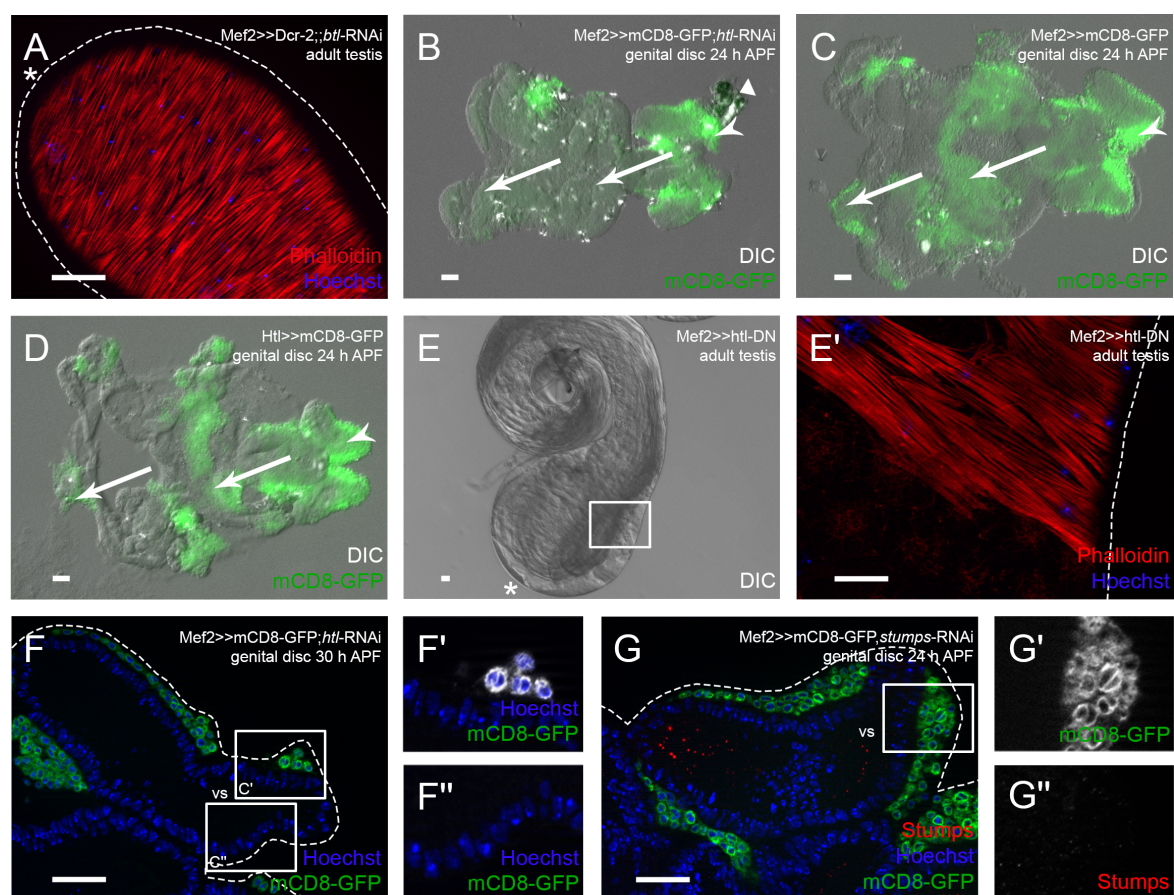 A
Mef2>>Dcr-2;;btl-RNAi
adult testis
*
Phalloidin
Hoechst
B
Mef2>>mCD8-GFP;htl-RNAi
genital disc 24 h APF
DIC
mCD8-GFP
C
Mef2>>mCD8-GFP
genital disc 24 h APF
DIC
mCD8-GFP
D
Htl>>mCD8-GFP
genital disc 24 h APF
DIC
mCD8-GFP
E
Mef2>>htl-DN
adult testis
*
DIC
E'
Mef2>>htl-DN
adult testis
Phalloidin
Hoechst
F
Mef2>>mCD8-GFP;htl-RNAi
genital disc 30 h APF
vs
C'
C"
Hoechst
mCD8-GFP
F'
Hoechst
mCD8-GFP
F"
G
Mef2>>mCD8-GFP,stumps-RNAi
genital disc 24 h APF
vs
Stumps
Hoechst
mCD8-GFP
G'
mCD8-GFP
G"
Stumps